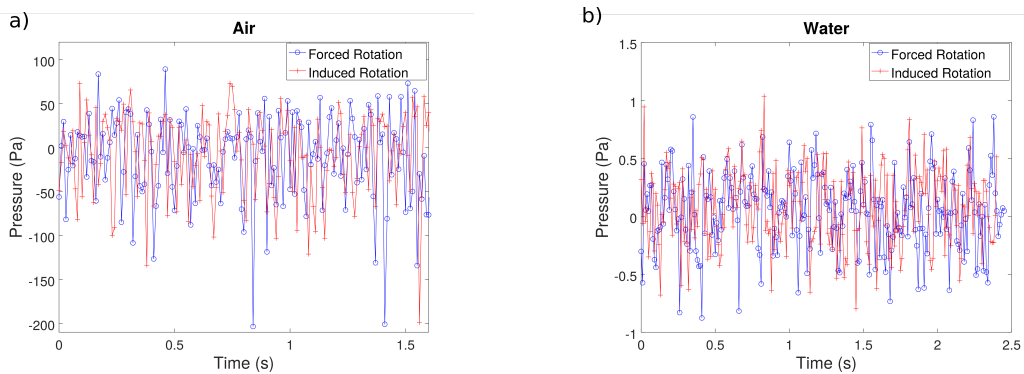 a)
Air
Forced Rotation
Induced Rotation
Pressure (Pa)
100
50
0
-50
-100
-150
-200
0
0.5
1
1.5
Time (s)
b)
Water
Forced Rotation
Induced Rotation
Pressure (Pa)
1.5
1
0.5
0
-0.5
-1
0
0.5
1
1.5
2
2.5
Time (s)